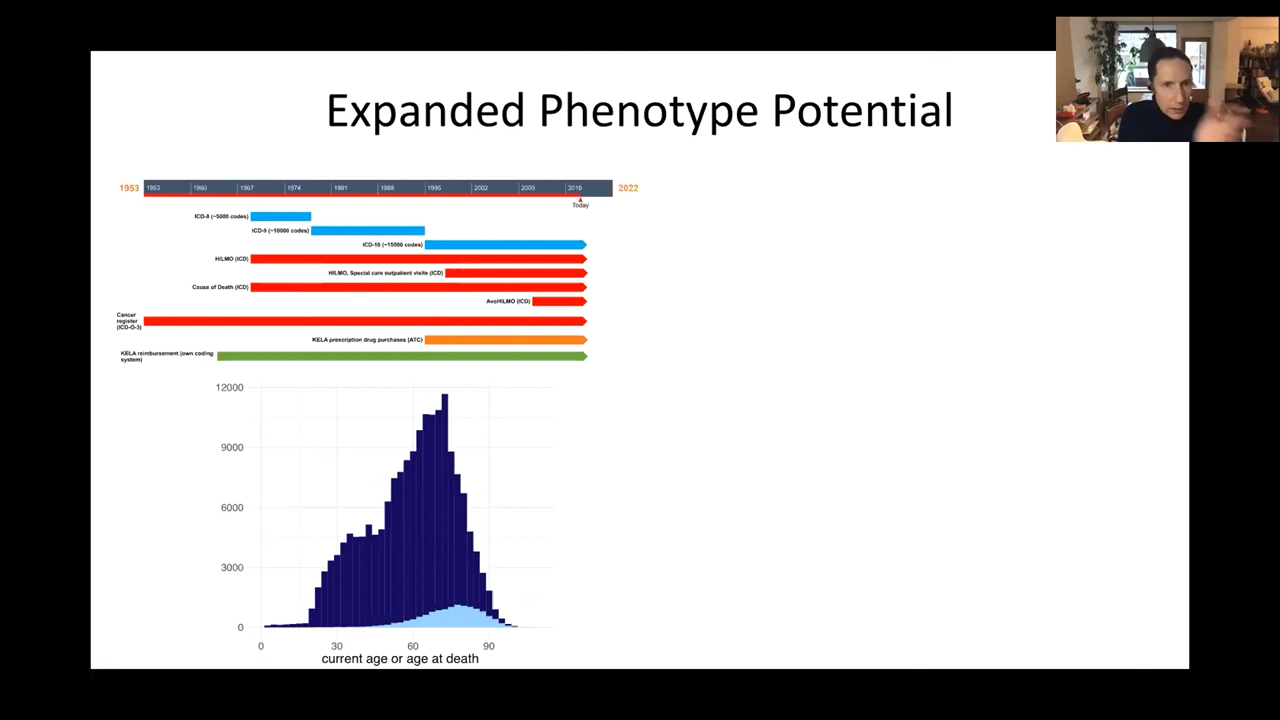 Expanded Phenotype Potential
1953 1953 1960 1967 1974 1981 1988 1995 2002 2009 2016 2022
Today
ICD-8 (~5000 codes)
ICD-9 (~10000 codes)
ICD-10 (~15000 codes)
HILMO (ICD)
HILMO, Special care outpatient visits (ICD)
Cause of Death (ICD)
AvoHILMO (ICD)
Cancer
register
(ICD-O-3)
KELA prescription drug purchases (ATC)
KELA reimbursement (own coding
system)
12000
9000
6000
3000
0
0 30 60 90
current age or age at death